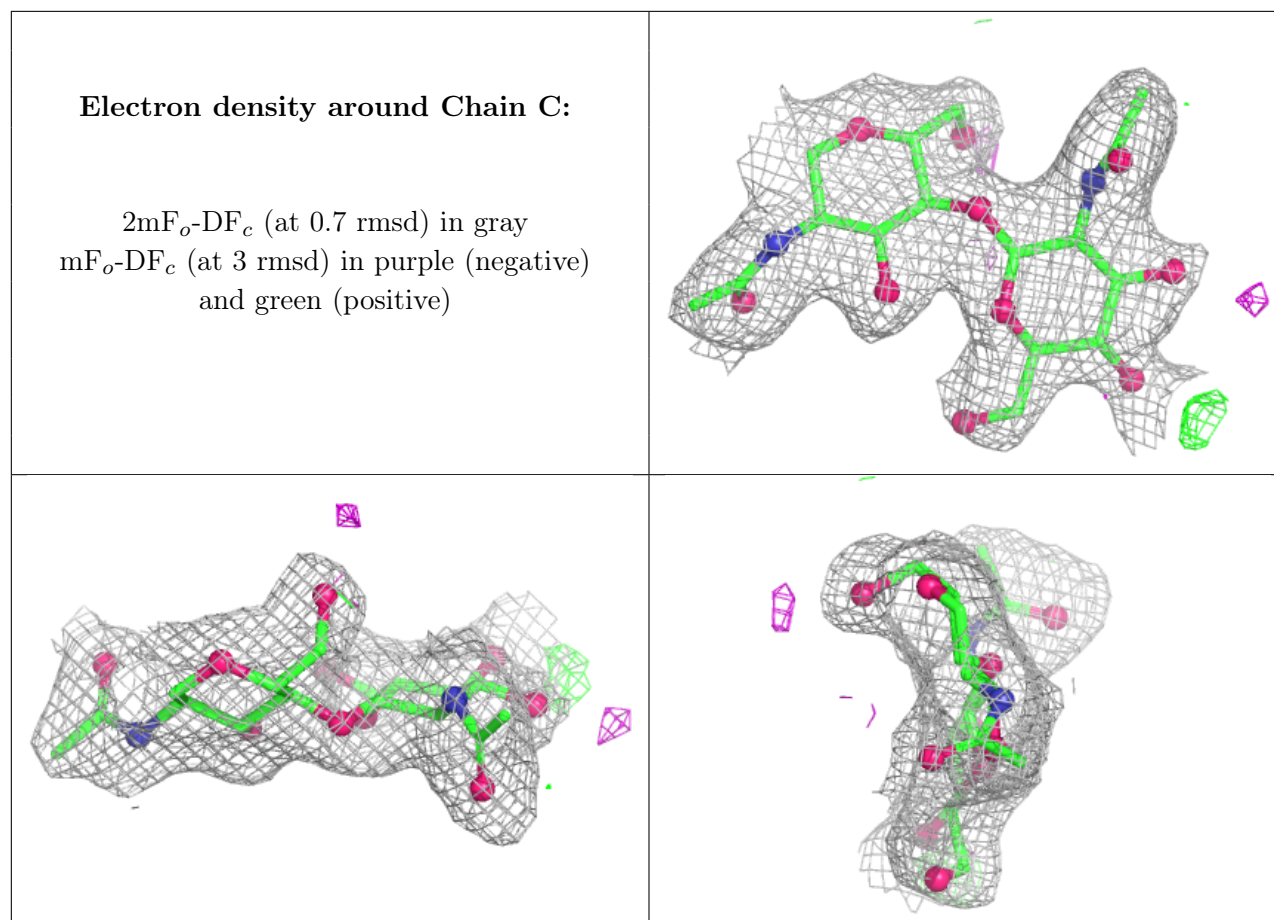 Electron density around Chain C:
2mFₒ-DF𝒸 (at 0.7 rmsd) in gray
mFₒ-DF𝒸 (at 3 rmsd) in purple (negative)
and green (positive)